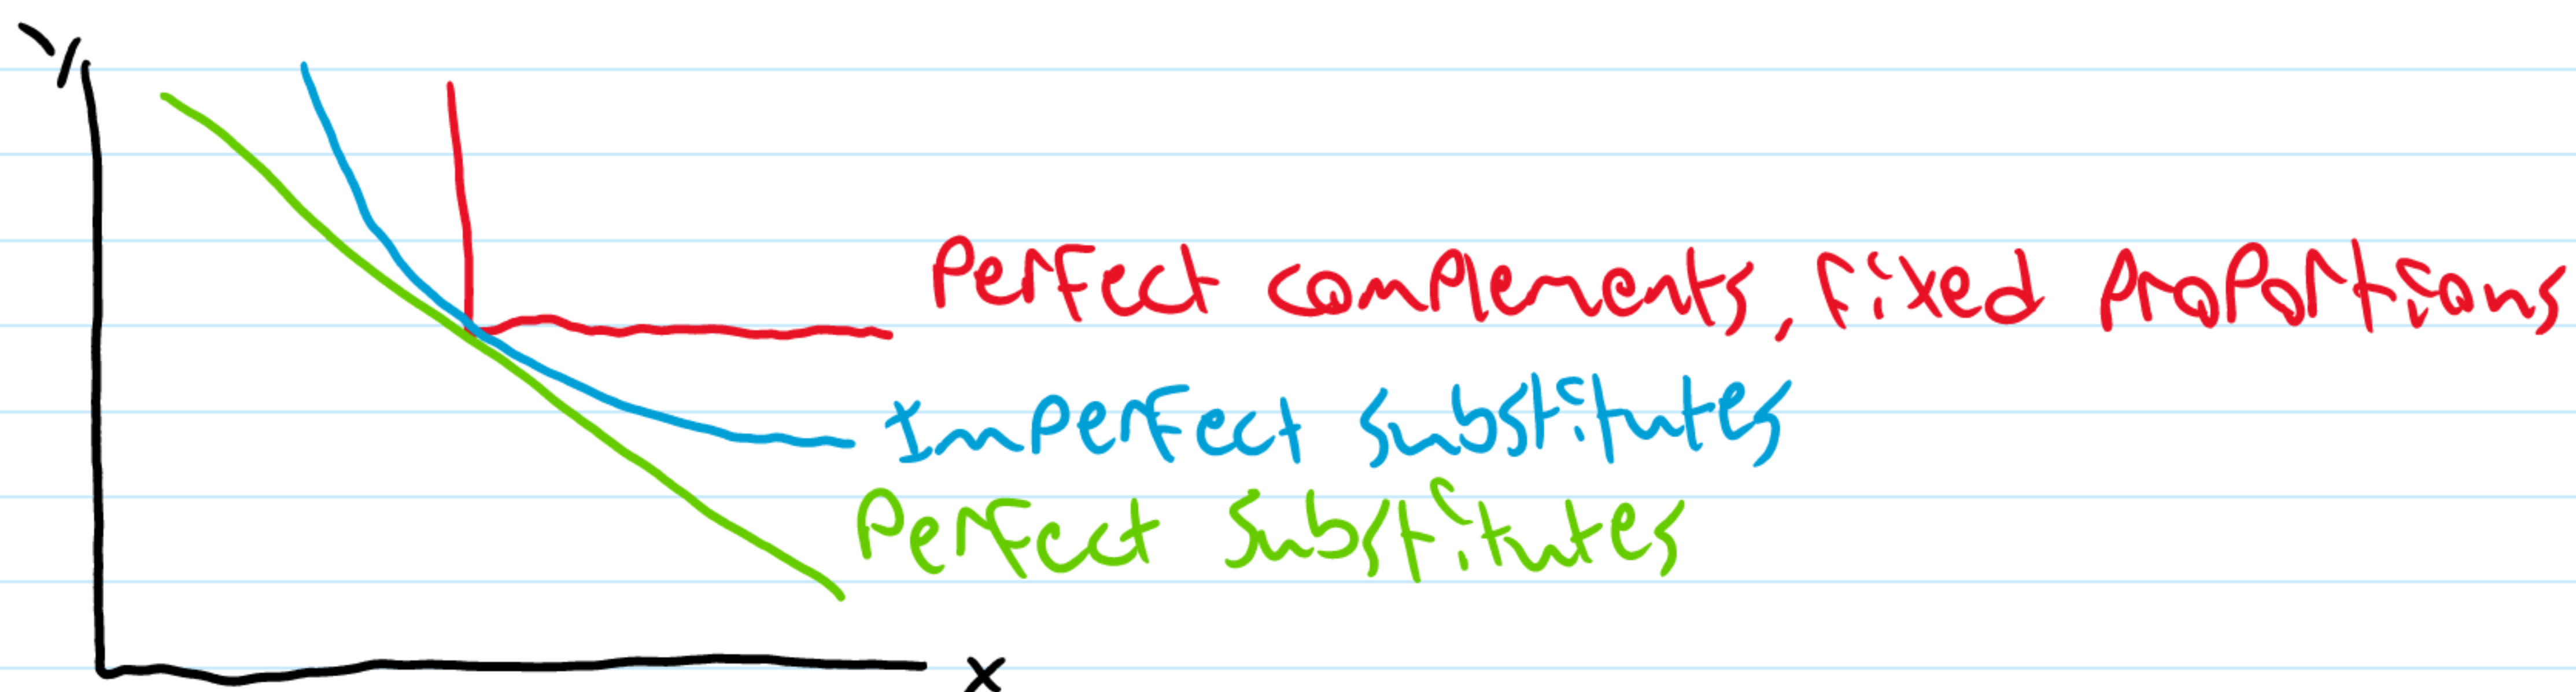 Y
Perfect complements, fixed proportions
Imperfect substitutes
Perfect substitutes
X